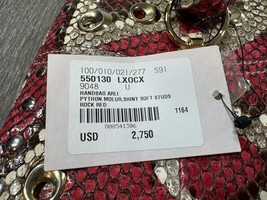 100/010/021/277 S91
550130 LXOCX
9048 U
HANDBAG ARLI
PYTHON MOLUR.SHINY SOFT STUDS
ROCK RED
1164
USD 2,750
808541386